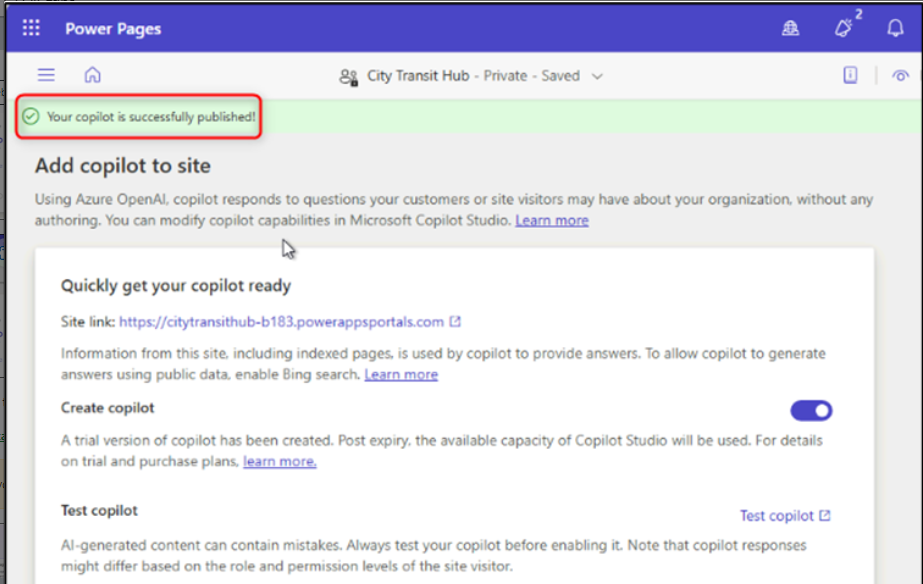 Power Pages
2
City Transit Hub - Private - Saved
Your copilot is successfully published!
Add copilot to site
Using Azure OpenAI, copilot responds to questions your customers or site visitors may have about your organization, without any
authoring. You can modify copilot capabilities in Microsoft Copilot Studio. Learn more
Quickly get your copilot ready
Site link: https://citytransithub-b183.powerappsportals.com
Information from this site, including indexed pages, is used by copilot to provide answers. To allow copilot to generate
answers using public data, enable Bing search. Learn more
Create copilot
A trial version of copilot has been created. Post expiry, the available capacity of Copilot Studio will be used. For details
on trial and purchase plans, learn more.
Test copilot
Test copilot
AI-generated content can contain mistakes. Always test your copilot before enabling it. Note that copilot responses
might differ based on the role and permission levels of the site visitor.